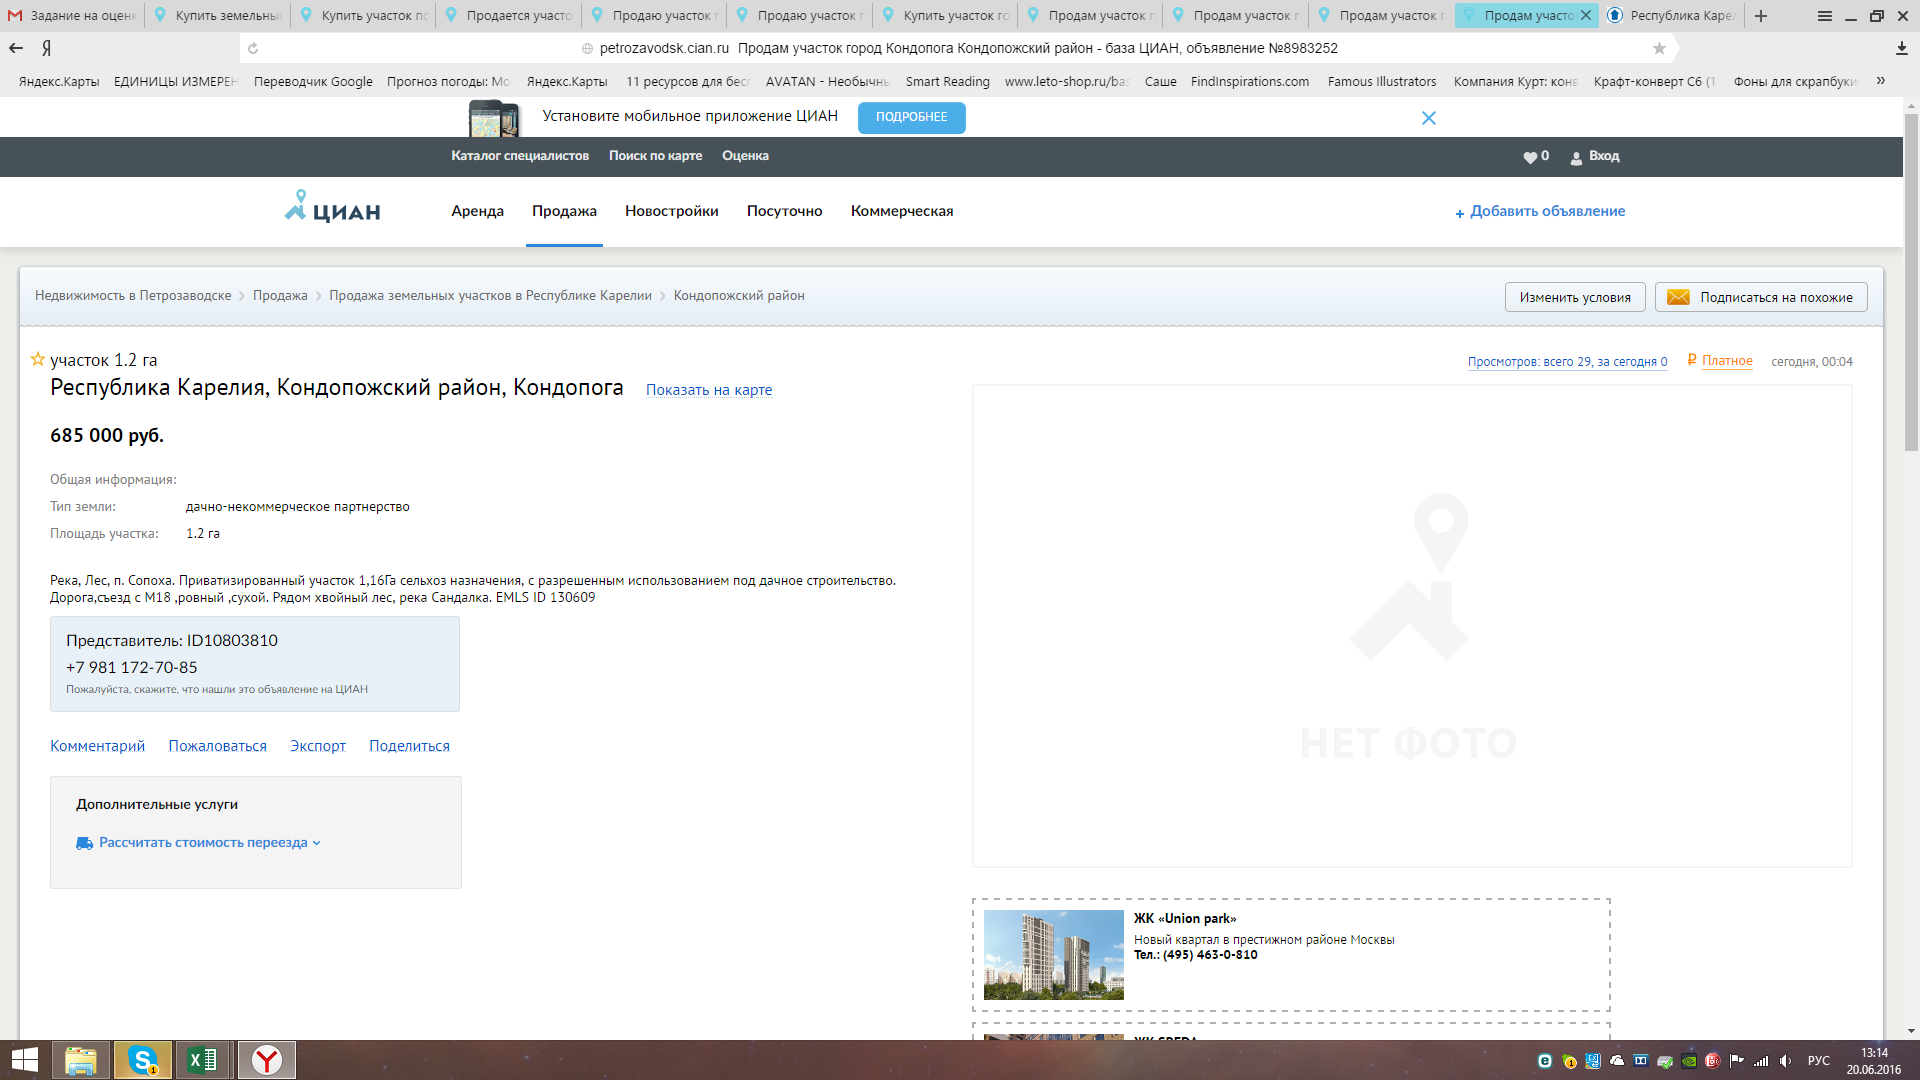 Задание на оценк
Купить земельны
Купить участок по
Продается участо
Продаю участок г
Продаю участок г
Купить участок го
Продам участок г
Продам участок г
Продам участок г
Продам участо
Республика Каре
petrozavodsk.cian.ru Продам участок город Кондопога Кондопожский район - база ЦИАН, объявление №8983252
Яндекс.Карты ЕДИНИЦЫ ИЗМЕРЕН Переводчик Google Прогноз погоды: Мо Яндекс.Карты 11 ресурсов для бесп AVATAN - Необычнь Smart Reading www.leto-shop.ru/bas Саше FindInspirations.com Famous Illustrators Компания Курт: конв Крафт-конверт С6 (1 Фоны для скрапбуки »
Установите мобильное приложение ЦИАН ПОДРОБНЕЕ
Каталог специалистов Поиск по карте Оценка 0 Вход
ЦИАН Аренда Продажа Новостройки Посуточно Коммерческая + Добавить объявление
Недвижимость в Петрозаводске Продажа Продажа земельных участков в Республике Карелии Кондопожский район Изменить условия Подписаться на похожие
участок 1.2 га Просмотров: всего 29, за сегодня 0 Платное сегодня, 00:04
Республика Карелия, Кондопожский район, Кондопога Показать на карте
685 000 руб.
Общая информация:
Тип земли: дачно-некоммерческое партнерство
Площадь участка: 1.2 га
Река, Лес, п. Сопоха. Приватизированный участок 1,16Га сельхоз назначения, с разрешенным использованием под дачное строительство.
Дорога,съезд с М18 ,ровный ,сухой. Рядом хвойный лес, река Сандалка. EMLS ID 130609
Представитель: ID10803810
+7 981 172-70-85
Пожалуйста, скажите, что нашли это объявление на ЦИАН
НЕТ ФОТО
Комментарий Пожаловаться Экспорт Поделиться
Дополнительные услуги
Рассчитать стоимость переезда
ЖК «Union park»
Новый квартал в престижном районе Москвы
Тел.: (495) 463-0-810
РУС
13:14
20.06.2016